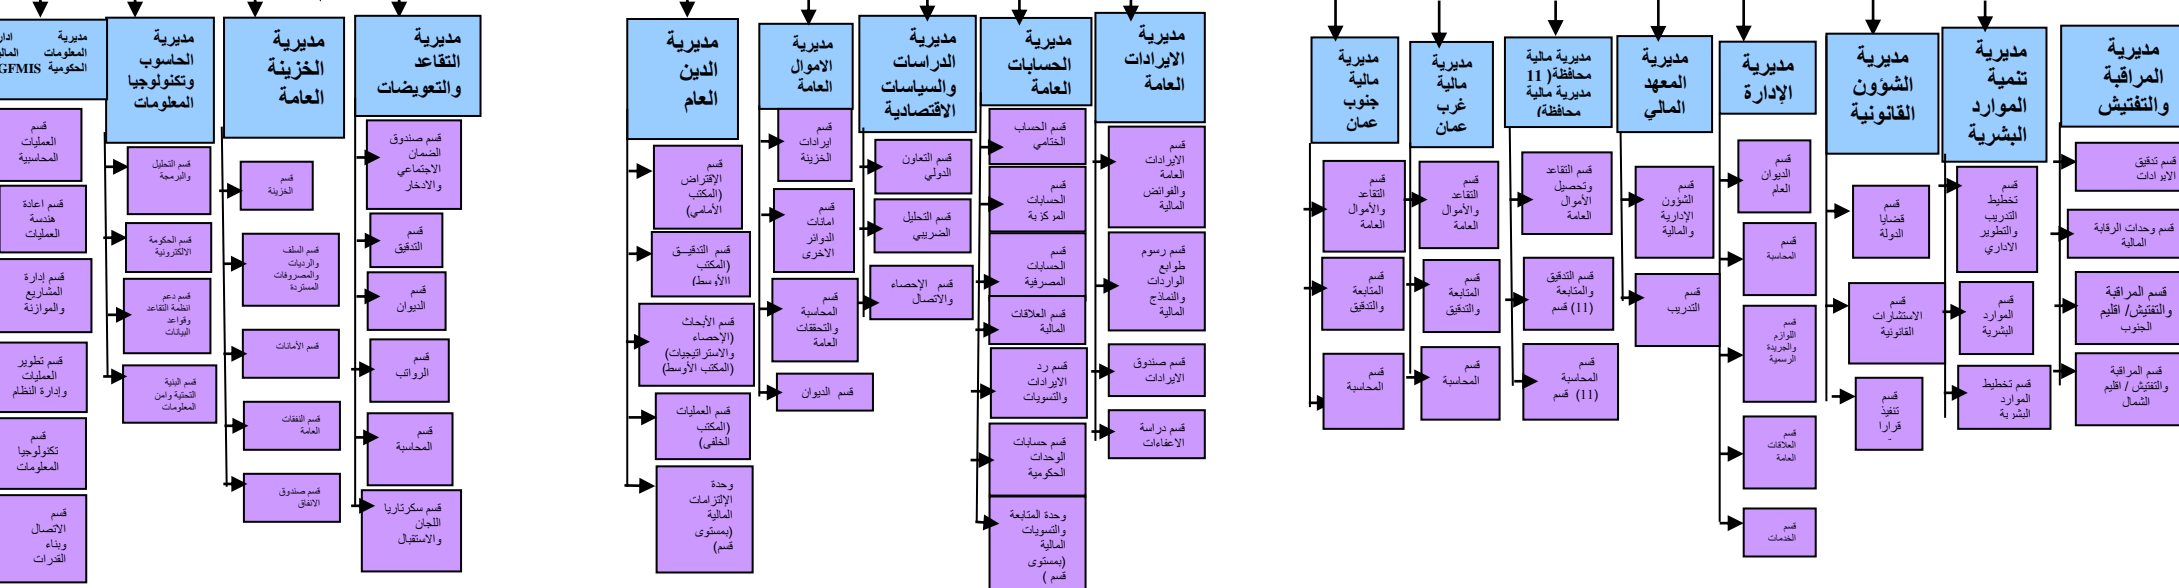 مديرية
المراقبة
والتفتيش
قسم تدقيق
الايرادات
قسم وحدات الرقابة
المالية
قسم المراقبة
والتفتيش/ اقليم
الجنوب
قسم المراقبة
والتفتيش / اقليم
الشمال
مديرية
تنمية
الموارد
البشرية
قسم
تخطيط
التدريب
والتطوير
الاداري
قسم
الموارد
البشرية
قسم تخطيط
الموارد
البشرية
مديرية
الشؤون
القانونية
قسم
قضايا
الدولة
قسم
الاستشارات
القانونية
قسم
تنفيذ
قرارا
مديرية
الإدارة
قسم
الديوان
العام
قسم
المحاسبة
قسم
اللوازم
والجريدة
الرسمية
قسم
العلاقات
العامة
قسم
الخدمات
مديرية
المعهد
المالي
قسم
الشؤون
الإدارية
والمالية
قسم
التدريب
مديرية مالية
محافظة( 11
مديرية مالية
محافظة)
قسم التقاعد
وتحصيل
الأموال
العامة
قسم التدقيق
والمتابعة
(11) قسم
قسم
المحاسبة
(11) قسم
مديرية
مالية
غرب
عمان
قسم
التقاعد
والأموال
العامة
قسم
المتابعة
والتدقيق
قسم
المحاسبة
مديرية
مالية
جنوب
عمان
قسم
التقاعد
والأموال
العامة
قسم
المتابعة
والتدقيق
قسم
المحاسبة
مديرية
الايرادات
العامة
قسم
الايرادات
العامة
والفوائض
المالية
قسم رسوم
طوابع
الواردات
والنماذج
المالية
قسم صندوق
الايرادات
قسم دراسة
الاعفاءات
مديرية
الحسابات
العامة
قسم الحساب
الختامي
قسم
الحسابات
المركزية
قسم
الحسابات
المصرفية
قسم العلاقات
المالية
قسم رد
الايرادات
والتسويات
قسم حسابات
الوحدات
الحكومية
وحدة المتابعة
والتسويات
المالية
(بمستوى
قسم )
مديرية
الدراسات
والسياسات
الاقتصادية
قسم التعاون
الدولي
قسم التحليل
الضريبي
قسم الإحصاء
والاتصال
مديرية
الاموال
العامة
قسم
ايرادات
الخزينة
قسم
امانات
الدوائر
الاخرى
قسم
المحاسبة
والتحققات
العامة
قسم الديوان
مديرية
الدين
العام
قسم
الإقتراض
(المكتب
الأمامي)
قسم التدقيـــق
(المكتب
الأوسط)
قسم الأبحاث
(الإحصاء
والاستراتيجيات)
(المكتب الأوسط)
قسم العمليات
(المكتب
الخلفى)
وحدة
الإلتزامات
المالية
(بمستوى
قسم)
مديرية
التقاعد
والتعويضات
قسم صندوق
الضمان
الاجتماعي
والادخار
قسم
التدقيق
قسم
الديوان
قسم
الرواتب
قسم
المحاسبة
قسم سكرتاريا
اللجان
والاستقبال
مديرية
الخزينة
العامة
قسم
الخزينة
قسم السلف
والرديات
والمصروفات
المستردة
قسم الأمانات
قسم النفقات
العامة
قسم صندوق
الانفاق
مديرية
الحاسوب
وتكنولوجيا
المعلومات
قسم التحليل
والبرمجة
قسم الحكومة
الالكترونية
قسم دعم
انظمة التقاعد
وقواعد
البيانات
قسم البنية
التحتية وامن
المعلومات
مديرية ادار
المعلومات المال
الحكومية GFMIS
قسم
العمليات
المحاسبية
قسم اعادة
هندسة
العمليات
قسم إدارة
المشاريع
والموازنة
قسم تطوير
العمليات
وإدارة النظام
قسم
تكنولوجيا
المعلومات
قسم
الاتصال
وبناء
القدرات